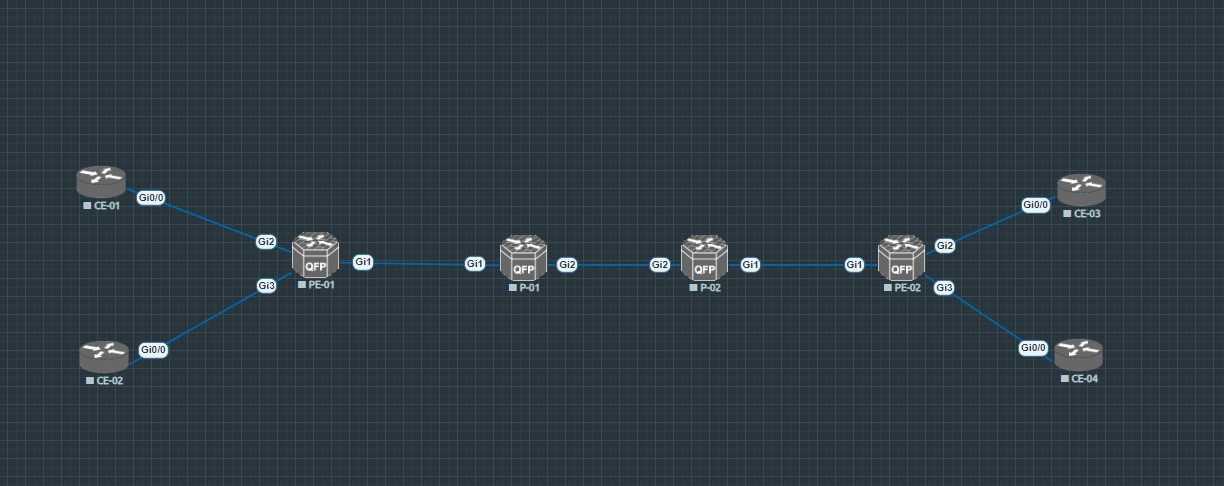 CE-01
Gi0/0
Gi2
Gi3
QFP
PE-01
Gi1
Gi0/0
CE-02
Gi1
QFP
P-01
Gi2
Gi2
QFP
P-02
Gi1
Gi1
QFP
PE-02
Gi2
Gi3
Gi0/0
CE-03
Gi0/0
CE-04